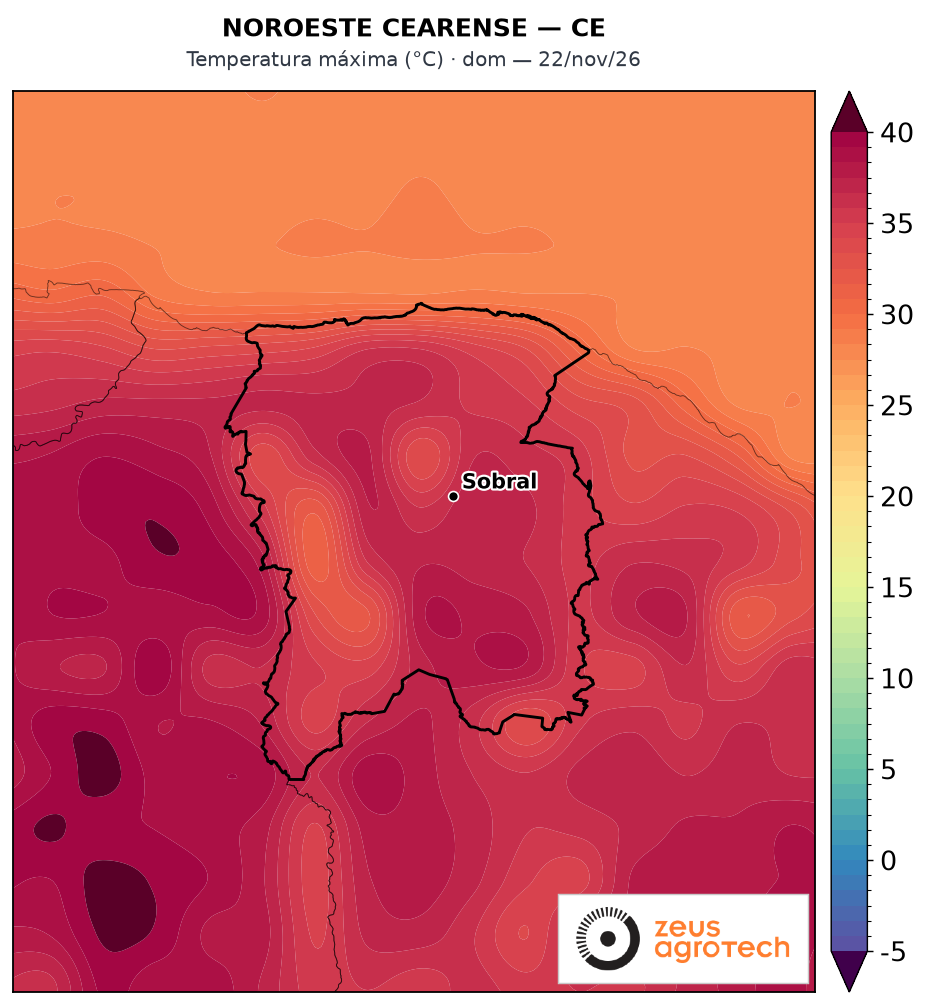 NOROESTE CEARENSE — CE
Temperatura máxima (°C) · dom — 22/nov/26
Sobral
40
35
30
25
20
15
10
5
0
-5
zeus
agrotech